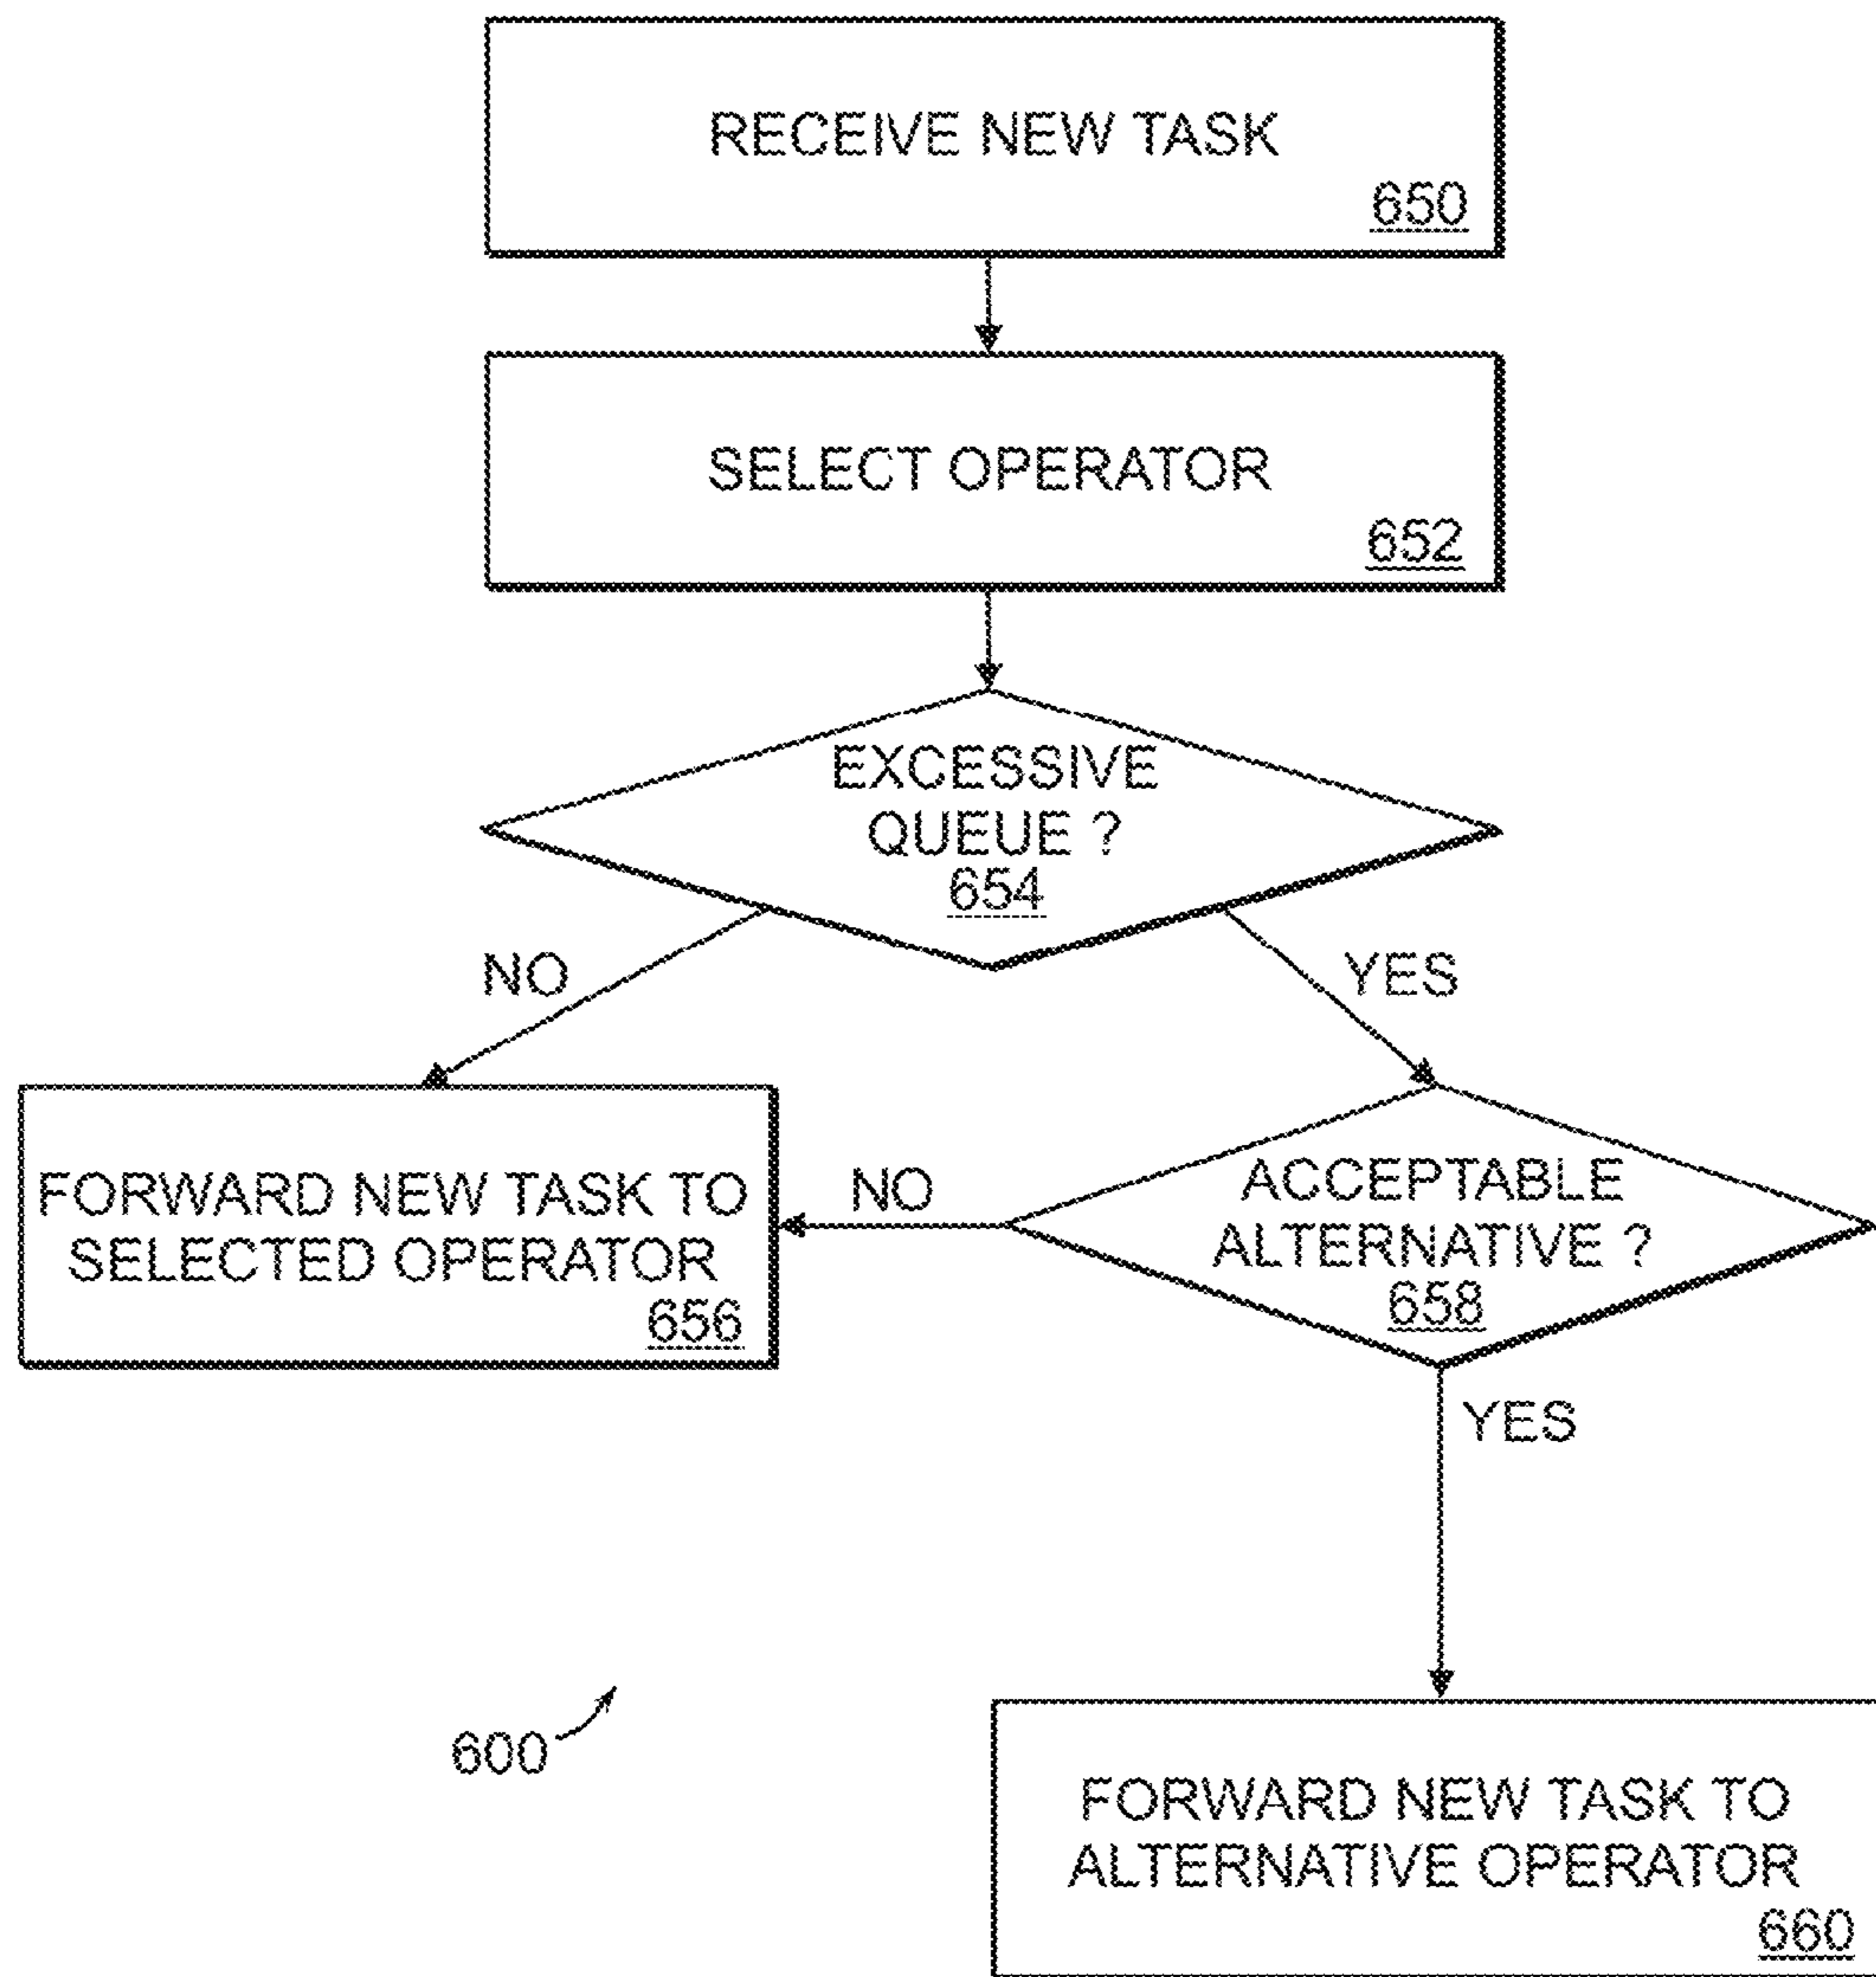 RECEIVE NEW TASK
650
SELECT OPERATOR
652
EXCESSIVE
QUEUE ?
654
NO
YES
FORWARD NEW TASK TO
SELECTED OPERATOR
656
NO
ACCEPTABLE
ALTERNATIVE ?
658
YES
600
FORWARD NEW TASK TO
ALTERNATIVE OPERATOR
660